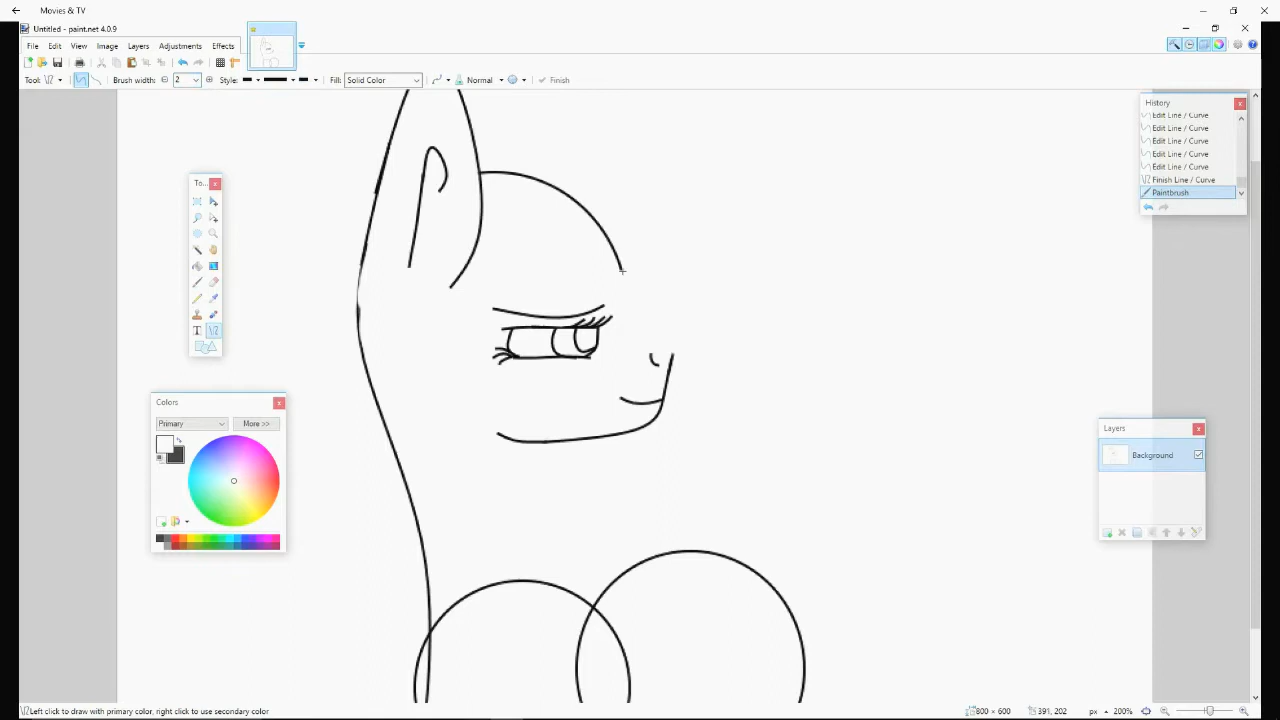 Movies & TV
Untitled - paint.net 4.0.9
File Edit View Image Layers Adjustments Effects
Tool: Brush width: 2 Style: Fill: Solid Color Normal Finish
History
Edit Line / Curve
Edit Line / Curve
Edit Line / Curve
Edit Line / Curve
Edit Line / Curve
Finish Line / Curve
Paintbrush
To...
T
Colors
Primary More >>
Layers
Background
Left click to draw with primary color, right click to use secondary color 800 × 600 391, 202 px 200%